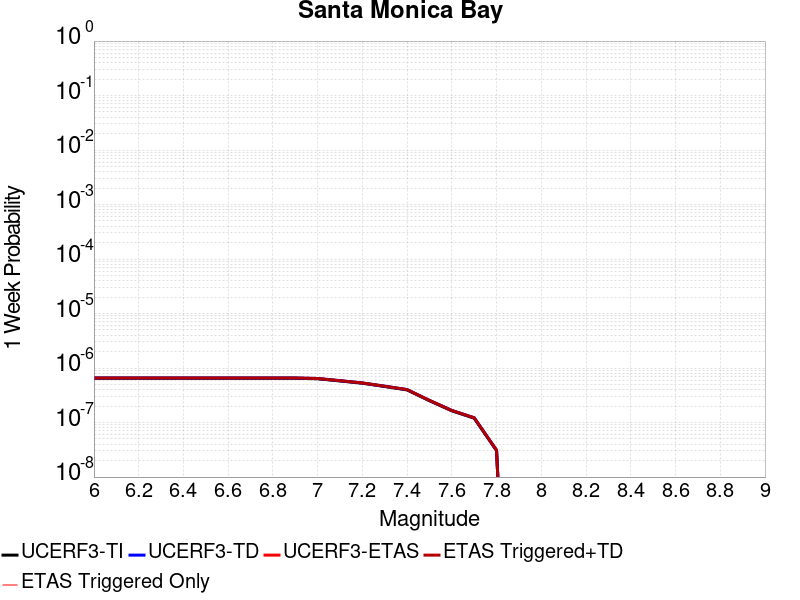 Santa Monica Bay
1 Week Probability
10^0
10^-1
10^-2
10^-3
10^-4
10^-5
10^-6
10^-7
10^-8
6 6.2 6.4 6.6 6.8 7 7.2 7.4 7.6 7.8 8 8.2 8.4 8.6 8.8 9
Magnitude
UCERF3-TI UCERF3-TD UCERF3-ETAS ETAS Triggered+TD
ETAS Triggered Only